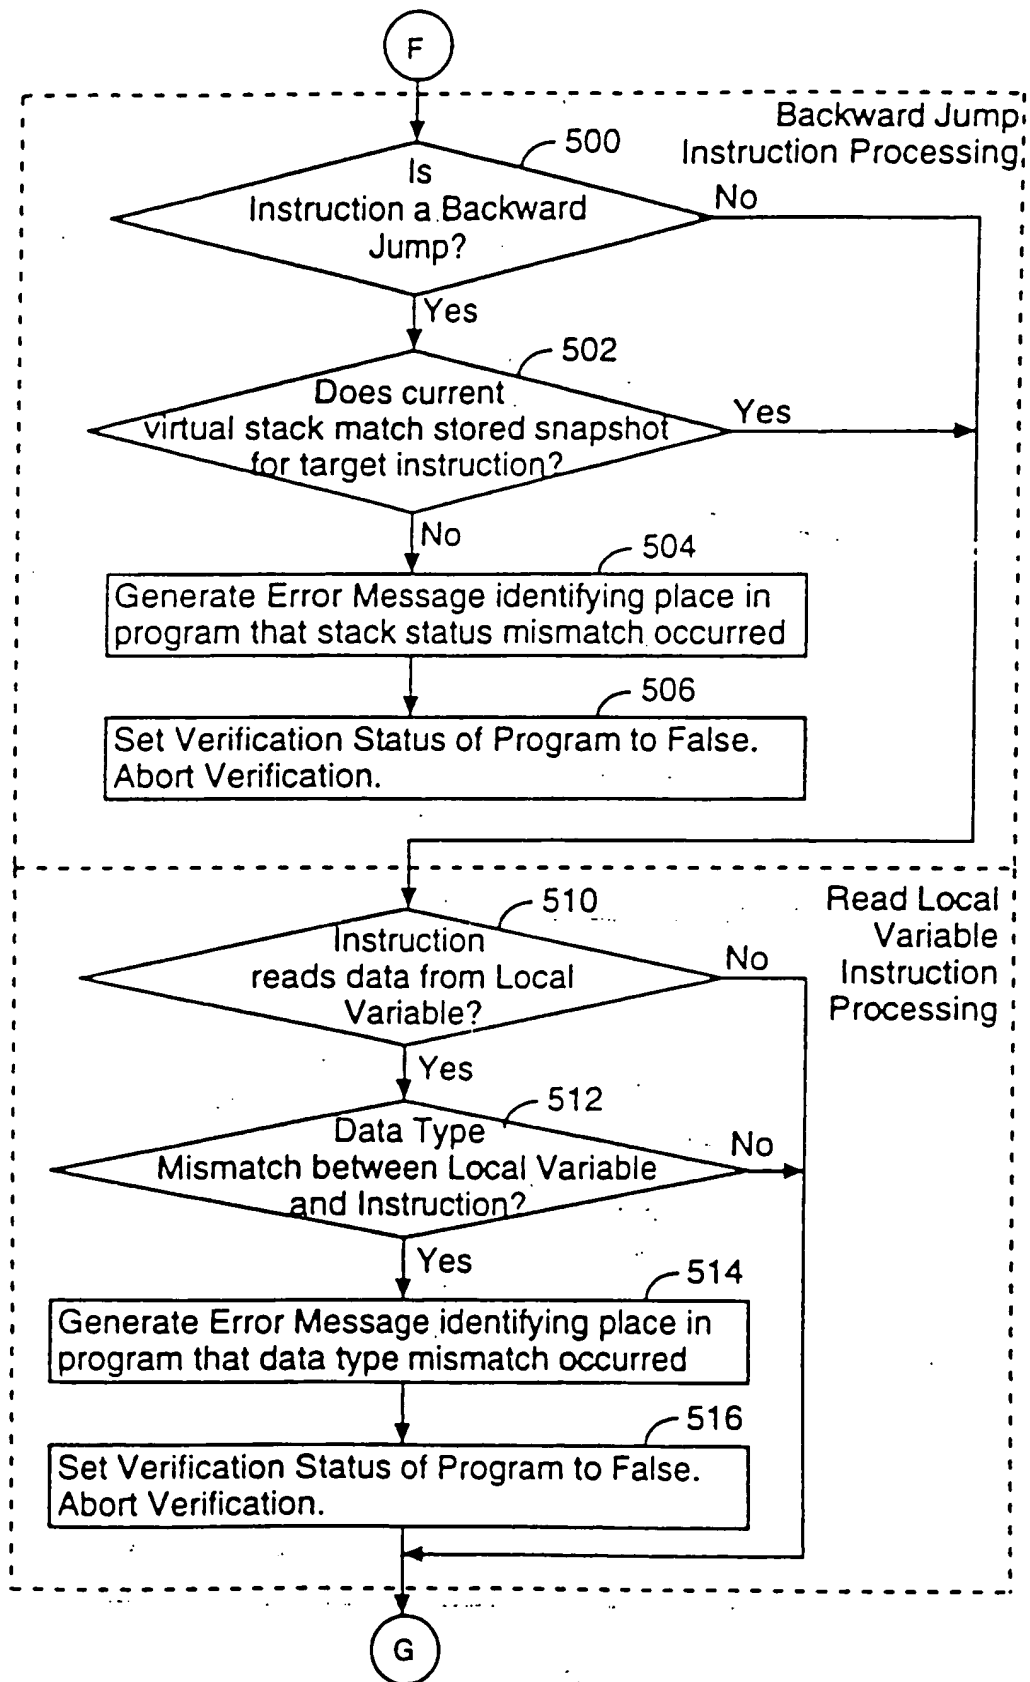 F
Backward Jump
Instruction Processing
500
Is
Instruction a Backward
Jump?
No
Yes
502
Does current
virtual stack match stored snapshot
for target instruction?
Yes
No
504
Generate Error Message identifying place in
program that stack status mismatch occurred
506
Set Verification Status of Program to False.
Abort Verification.
510
Read Local
Variable
Instruction
Processing
Instruction
reads data from Local
Variable?
No
Yes
512
Data Type
Mismatch between Local Variable
and Instruction?
No
Yes
514
Generate Error Message identifying place in
program that data type mismatch occurred
516
Set Verification Status of Program to False.
Abort Verification.
G